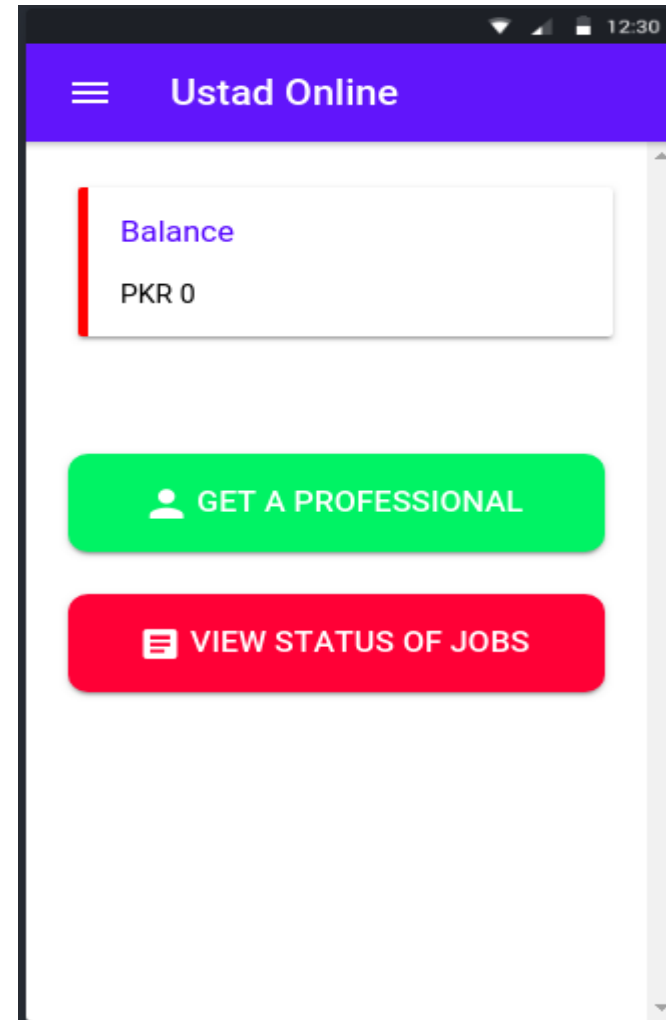 12:30
Ustad Online
Balance
PKR 0
GET A PROFESSIONAL
VIEW STATUS OF JOBS